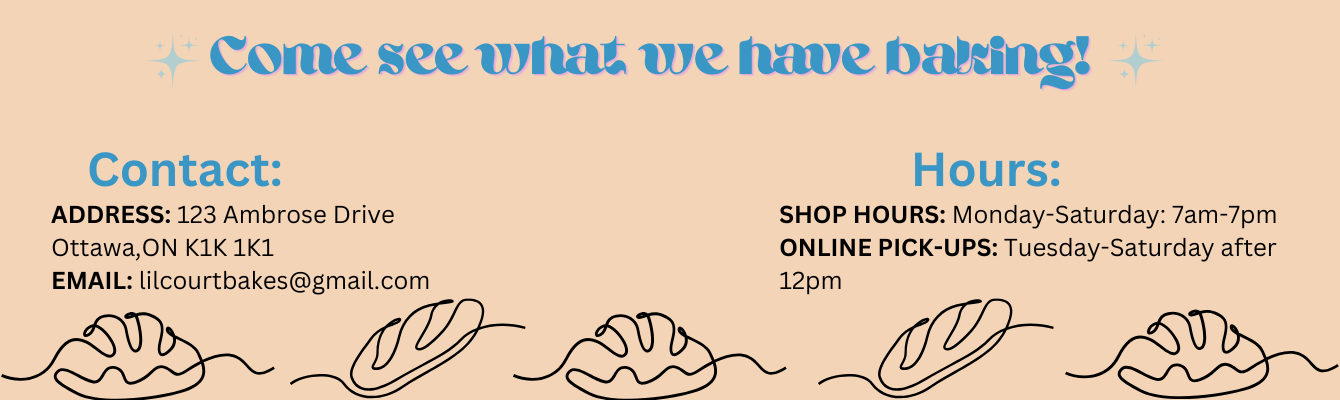 Come see what we have baking!
Contact:
ADDRESS: 123 Ambrose Drive
Ottawa,ON K1K 1K1
EMAIL: lilcourtbakes@gmail.com
Hours:
SHOP HOURS: Monday-Saturday: 7am-7pm
ONLINE PICK-UPS: Tuesday-Saturday after
12pm